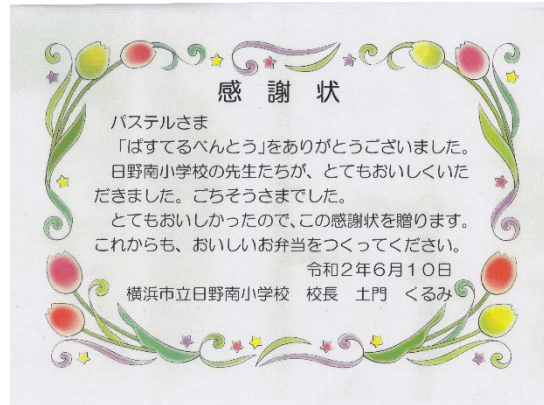 感 謝 状
パステルさま
「ぱすてるべんとう」をありがとうございました。
日野南小学校の先生たちが、とてもおいしくいた
だきました。ごちそうさまでした。
とてもおいしかったので、この感謝状を贈ります。
これからも、おいしいお弁当をつくってください。
令和2年6月10日
横浜市立日野南小学校 校長 土門 くるみ